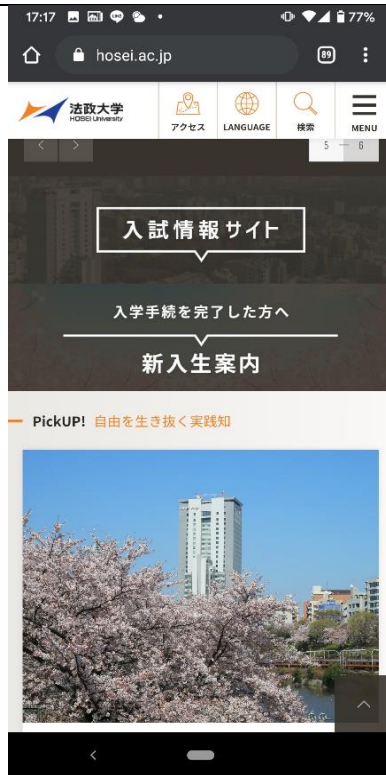 17:17 77%
hosei.ac.jp 89
法政大学
HOSEI University
アクセス LANGUAGE 検索 MENU
5 — 6
入試情報サイト
入学手続を完了した方へ
新入生案内
PickUP! 自由を生き抜く実践知